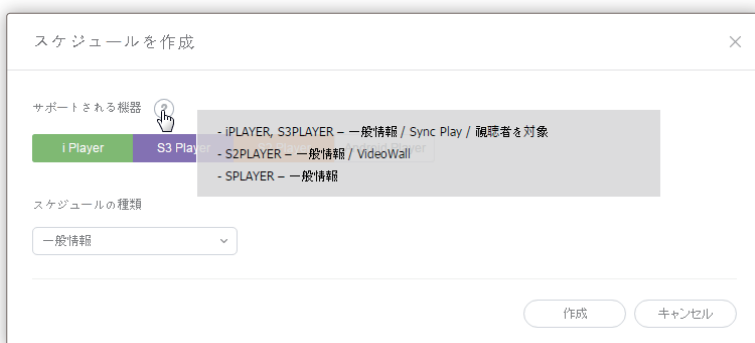 スケジュールを作成
サポートされる機器 ?
i Player S3 Player
- iPLAYER, S3PLAYER – 一般情報 / Sync Play / 視聴者を対象
- S2PLAYER – 一般情報 / VideoWall
- SPLAYER – 一般情報
スケジュールの種類
一般情報
作成 キャンセル